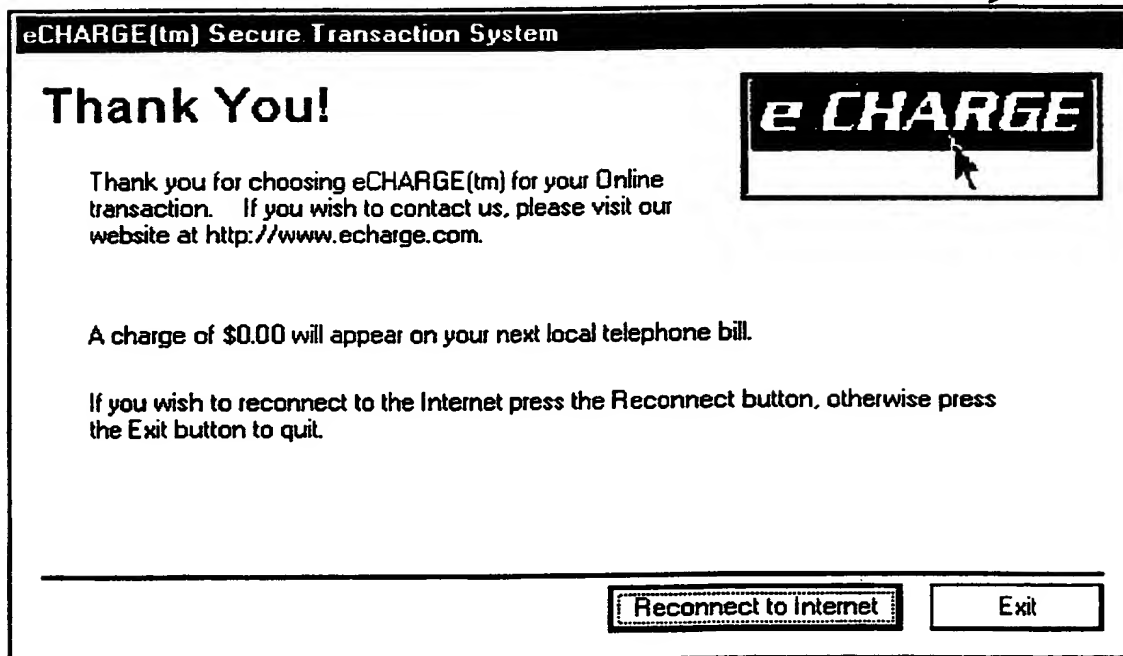 eCHARGE(tm) Secure Transaction System
Thank You!
e CHARGE
Thank you for choosing eCHARGE(tm) for your Online
transaction. If you wish to contact us, please visit our
website at http://www.echarge.com.
A charge of $0.00 will appear on your next local telephone bill.
If you wish to reconnect to the Internet press the Reconnect button, otherwise press
the Exit button to quit.
Reconnect to Internet
Exit